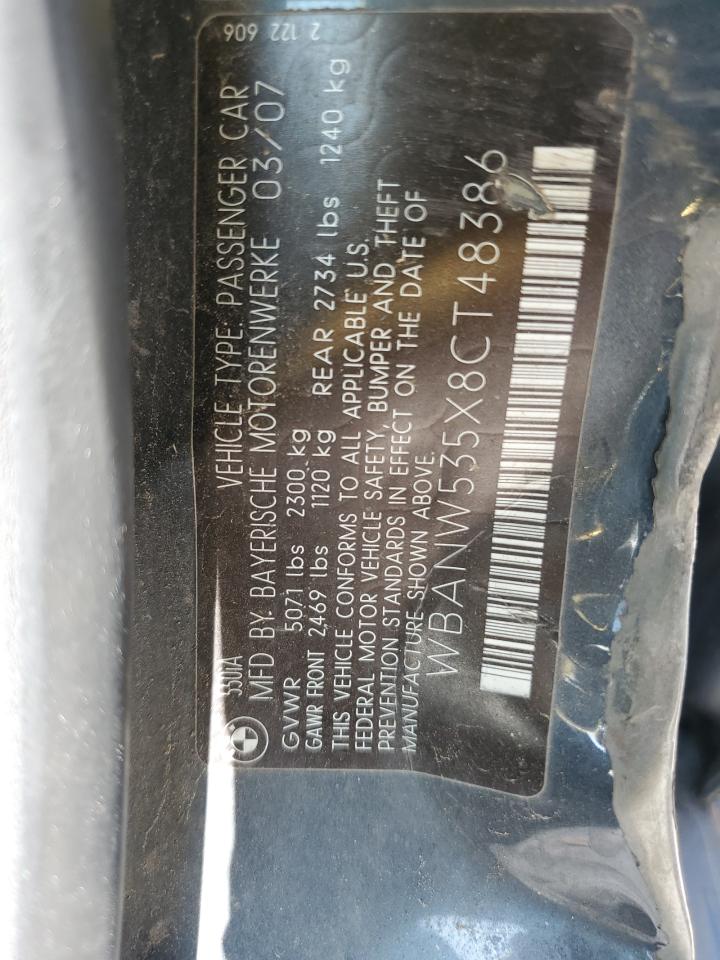 55U1A
VEHICLE TYPE: PASSENGER CAR
2 122 606
MFD BY: BAYERISCHE MOTORENWERKE 03/07
GVWR 5071 lbs 2300 kg
GAWR FRONT 2469 lbs 1120 kg REAR 2734 lbs 1240 kg
THIS VEHICLE CONFORMS TO ALL APPLICABLE U.S.
FEDERAL MOTOR VEHICLE SAFETY, BUMPER AND THEFT
PREVENTION STANDARDS IN EFFECT ON THE DATE OF
MANUFACTURE SHOWN ABOVE.
WBANW535X8CT48386